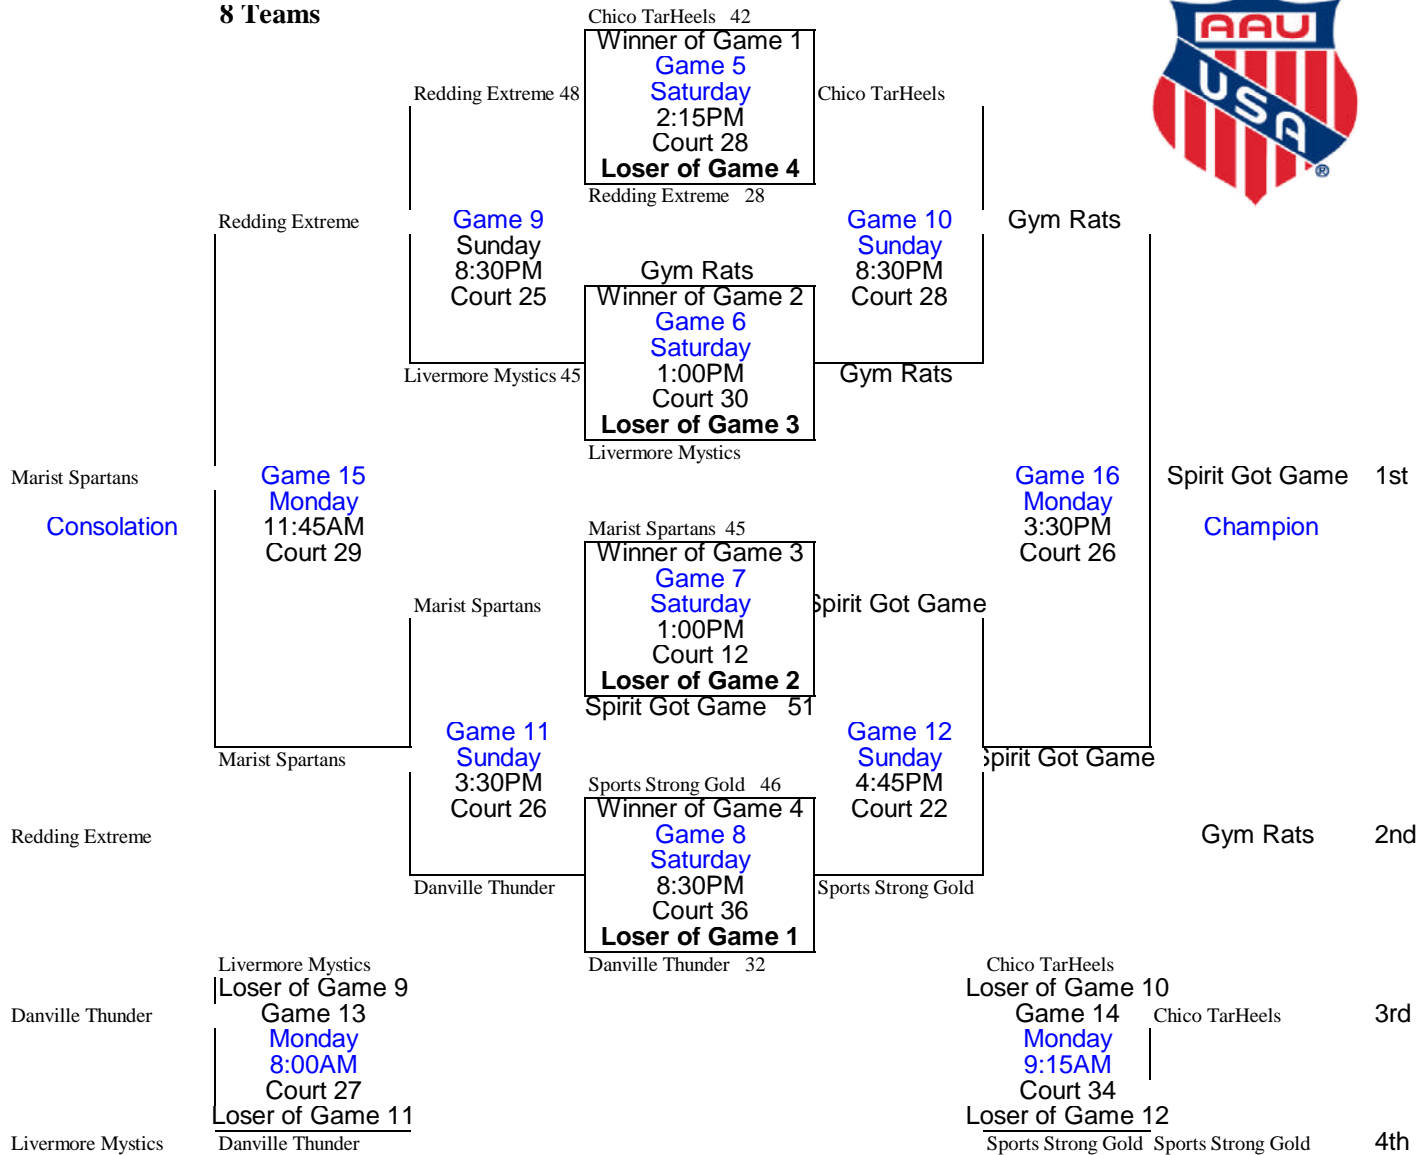 8 Teams
Chico TarHeels 42
Winner of Game 1
Game 5
Saturday
2:15PM
Court 28
Loser of Game 4
Redding Extreme 28
AAU
USA
®
Redding Extreme 48
Chico TarHeels
Redding Extreme
Game 9
Sunday
8:30PM
Court 25
Game 10
Sunday
8:30PM
Court 28
Gym Rats
Gym Rats
Winner of Game 2
Game 6
Saturday
1:00PM
Court 30
Loser of Game 3
Livermore Mystics
Livermore Mystics 45
Gym Rats
Marist Spartans
Consolation
Game 15
Monday
11:45AM
Court 29
Game 16
Monday
3:30PM
Court 26
Spirit Got Game 1st
Champion
Marist Spartans 45
Winner of Game 3
Game 7
Saturday
1:00PM
Court 12
Loser of Game 2
Spirit Got Game 51
Marist Spartans
Spirit Got Game
Game 11
Sunday
3:30PM
Court 26
Game 12
Sunday
4:45PM
Court 22
Marist Spartans
Spirit Got Game
Sports Strong Gold 46
Winner of Game 4
Game 8
Saturday
8:30PM
Court 36
Loser of Game 1
Danville Thunder 32
Redding Extreme
Gym Rats 2nd
Danville Thunder
Sports Strong Gold
Livermore Mystics
Loser of Game 9
Game 13
Monday
8:00AM
Court 27
Loser of Game 11
Danville Thunder
Danville Thunder
Livermore Mystics
Chico TarHeels
Loser of Game 10
Game 14
Monday
9:15AM
Court 34
Loser of Game 12
Sports Strong Gold
Chico TarHeels 3rd
Sports Strong Gold 4th